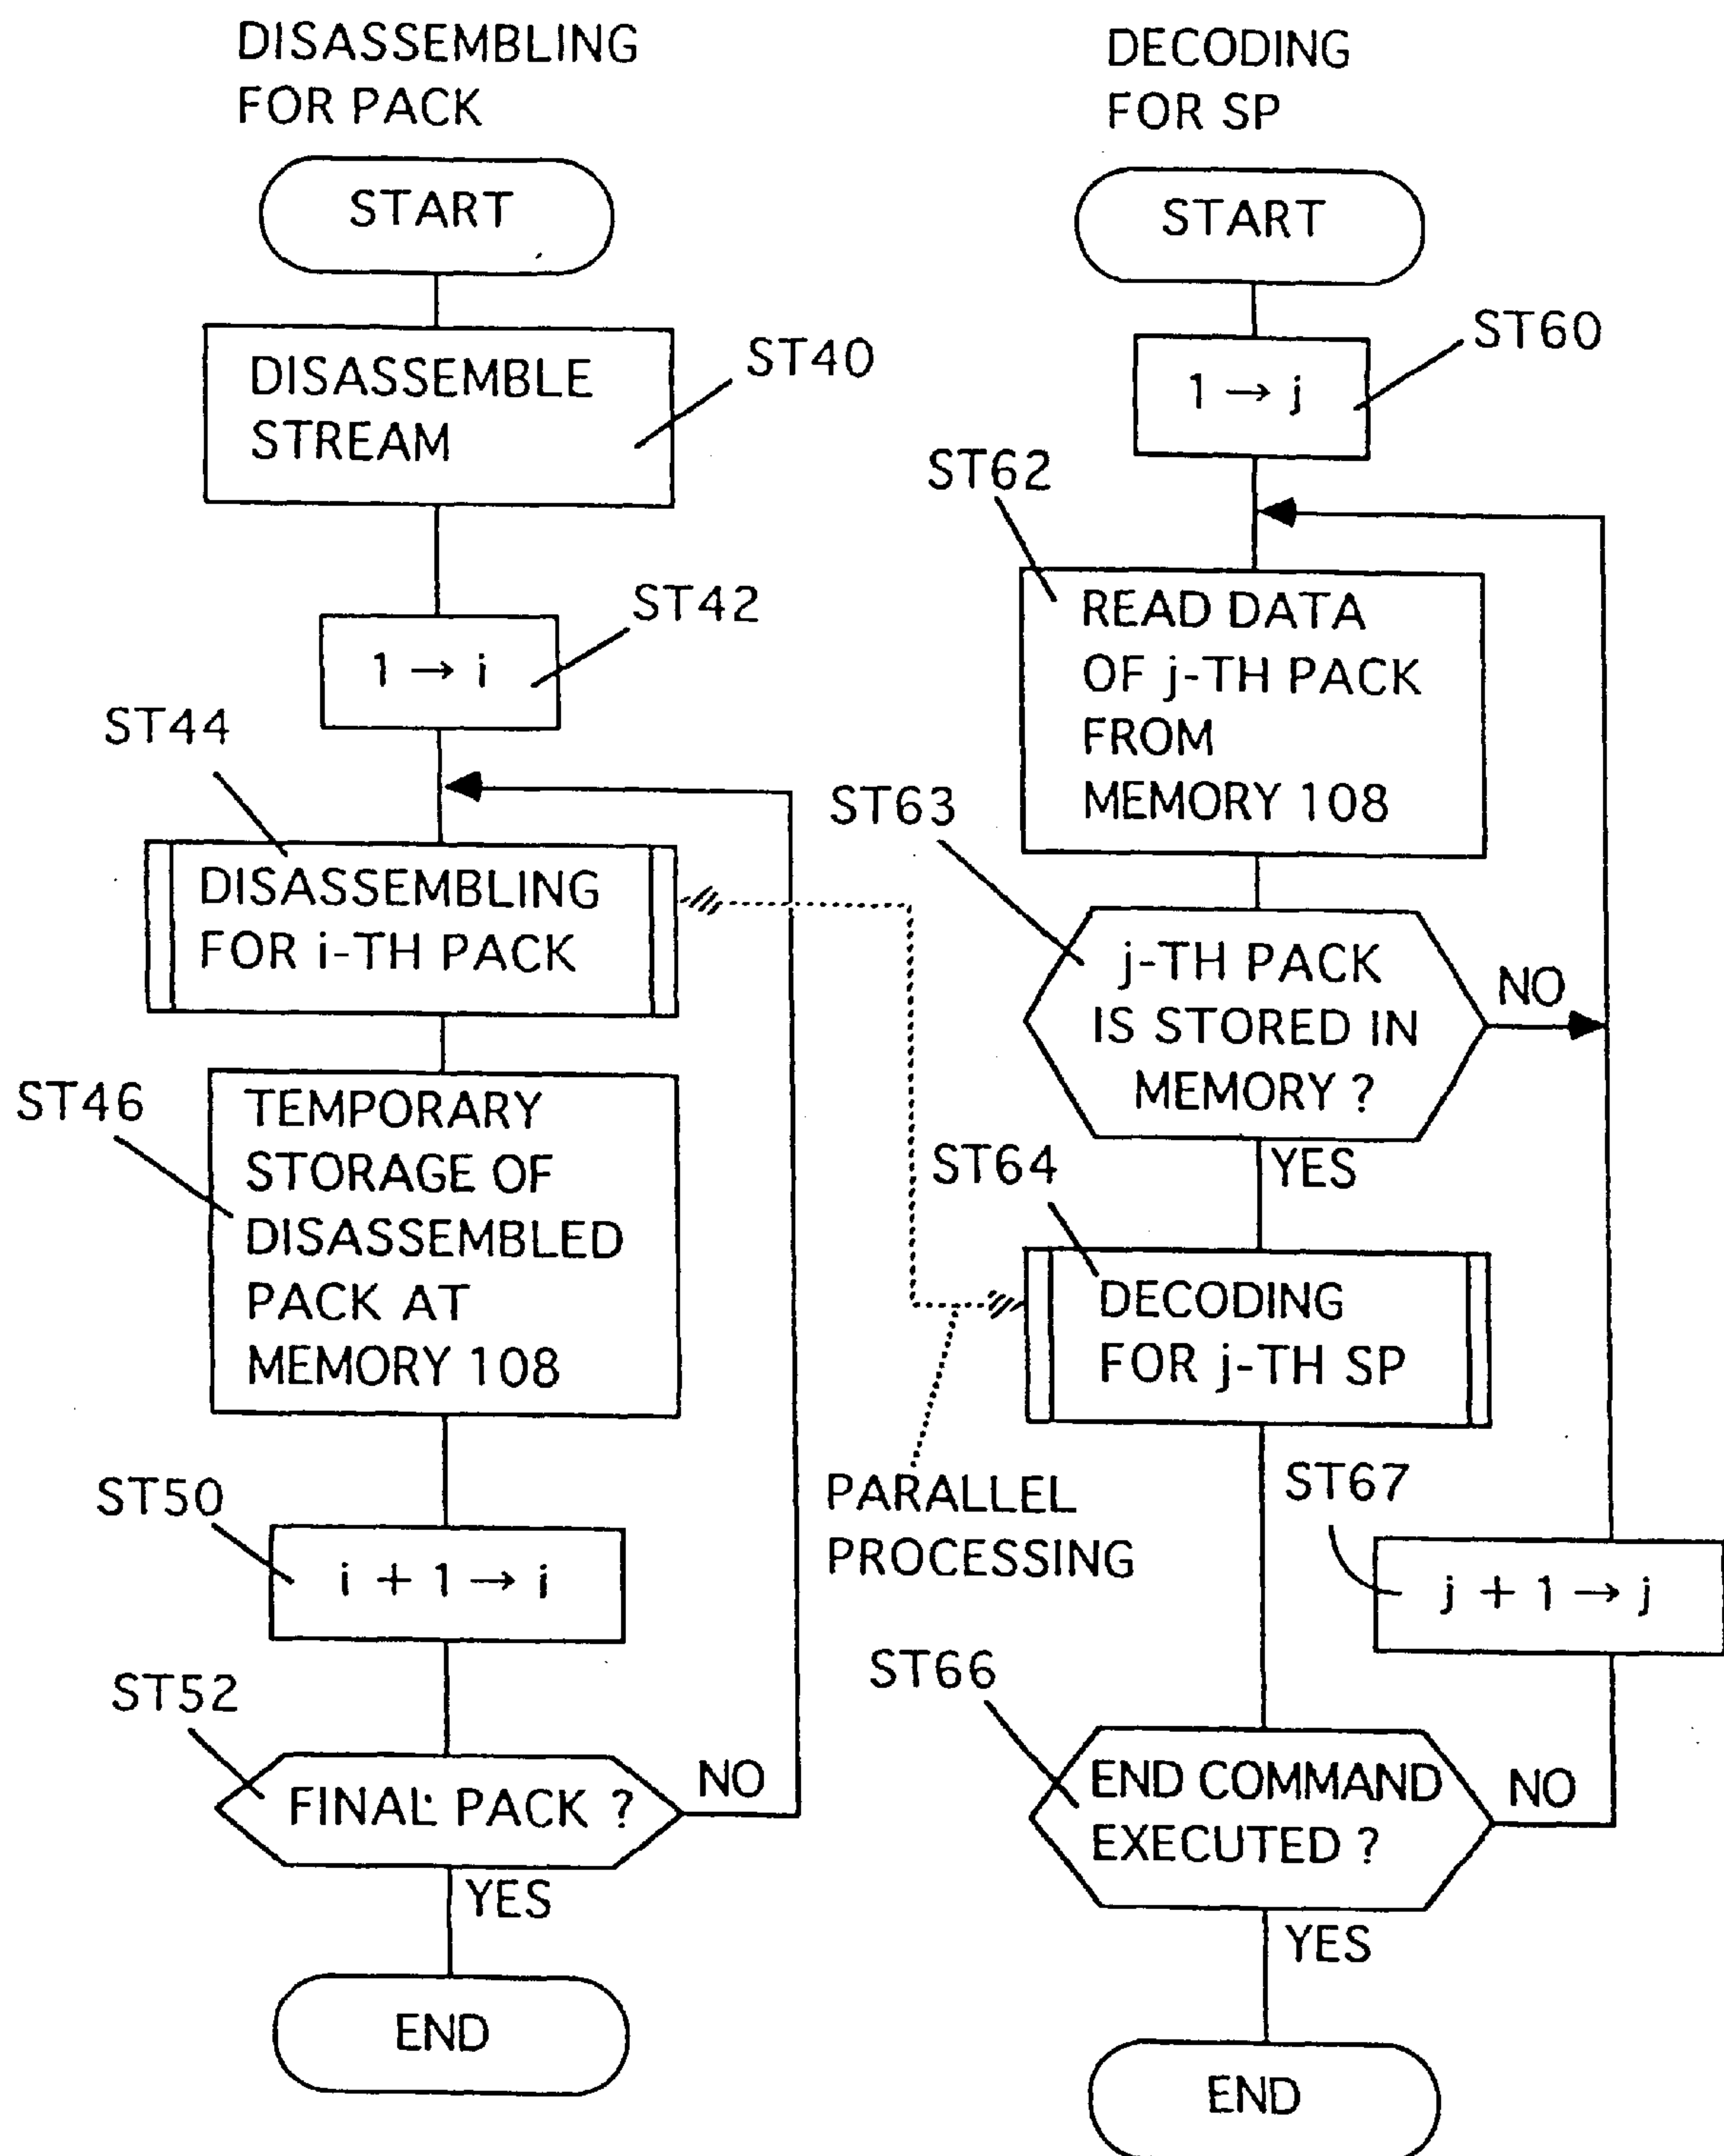 DISASSEMBLING
FOR PACK
START
DISASSEMBLE
STREAM
ST40
1 → i
ST42
ST44
DISASSEMBLING
FOR i-TH PACK
ST46
TEMPORARY
STORAGE OF
DISASSEMBLED
PACK AT
MEMORY 108
ST50
i + 1 → i
ST52
FINAL PACK ?
NO
YES
END
DECODING
FOR SP
START
ST60
1 → j
ST62
READ DATA
OF j-TH PACK
FROM
MEMORY 108
ST63
j-TH PACK
IS STORED IN
MEMORY ?
NO
YES
ST64
DECODING
FOR j-TH SP
PARALLEL
PROCESSING
ST67
j + 1 → j
ST66
END COMMAND
EXECUTED ?
NO
YES
END